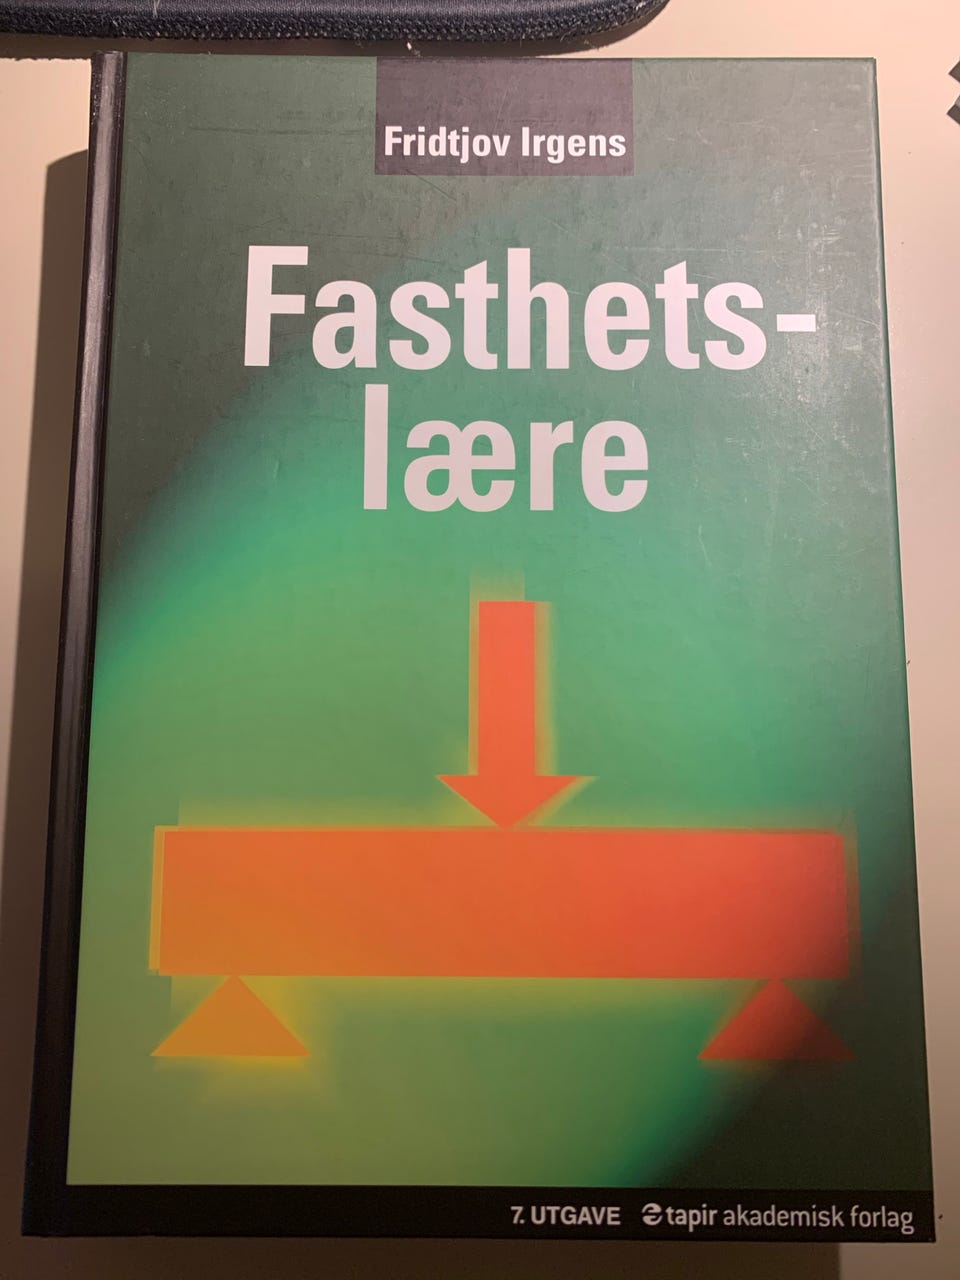 Fridtjov Irgens
Fasthets-
lære
7. UTGAVE tapir akademisk forlag